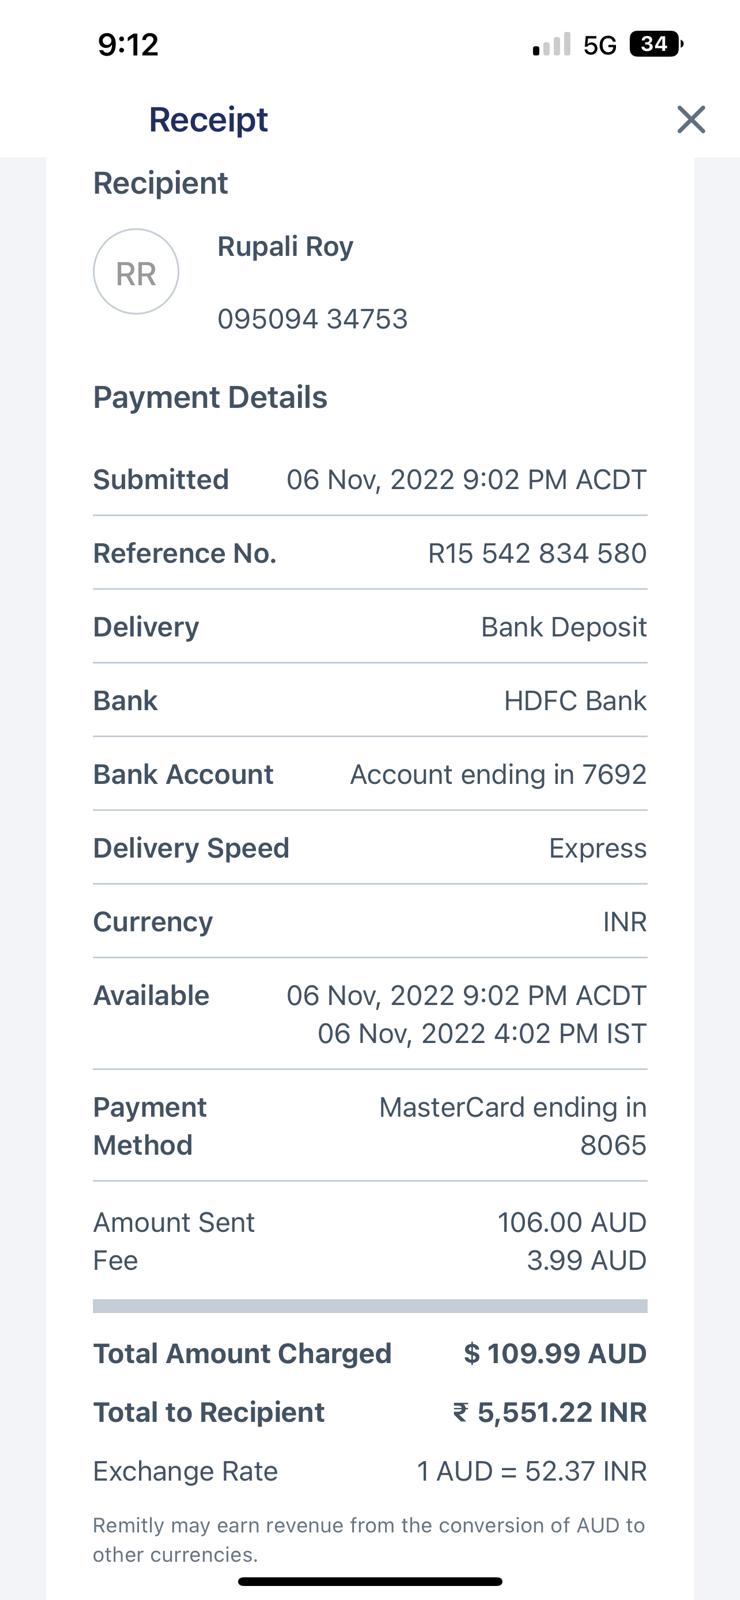 9:12
5G
34
Receipt
Recipient
RR
Rupali Roy
095094 34753
Payment Details
Submitted 06 Nov, 2022 9:02 PM ACDT
Reference No. R15 542 834 580
Delivery Bank Deposit
Bank HDFC Bank
Bank Account Account ending in 7692
Delivery Speed Express
Currency INR
Available 06 Nov, 2022 9:02 PM ACDT
06 Nov, 2022 4:02 PM IST
Payment MasterCard ending in
Method 8065
Amount Sent 106.00 AUD
Fee 3.99 AUD
Total Amount Charged $ 109.99 AUD
Total to Recipient ₹ 5,551.22 INR
Exchange Rate 1 AUD = 52.37 INR
Remitly may earn revenue from the conversion of AUD to
other currencies.